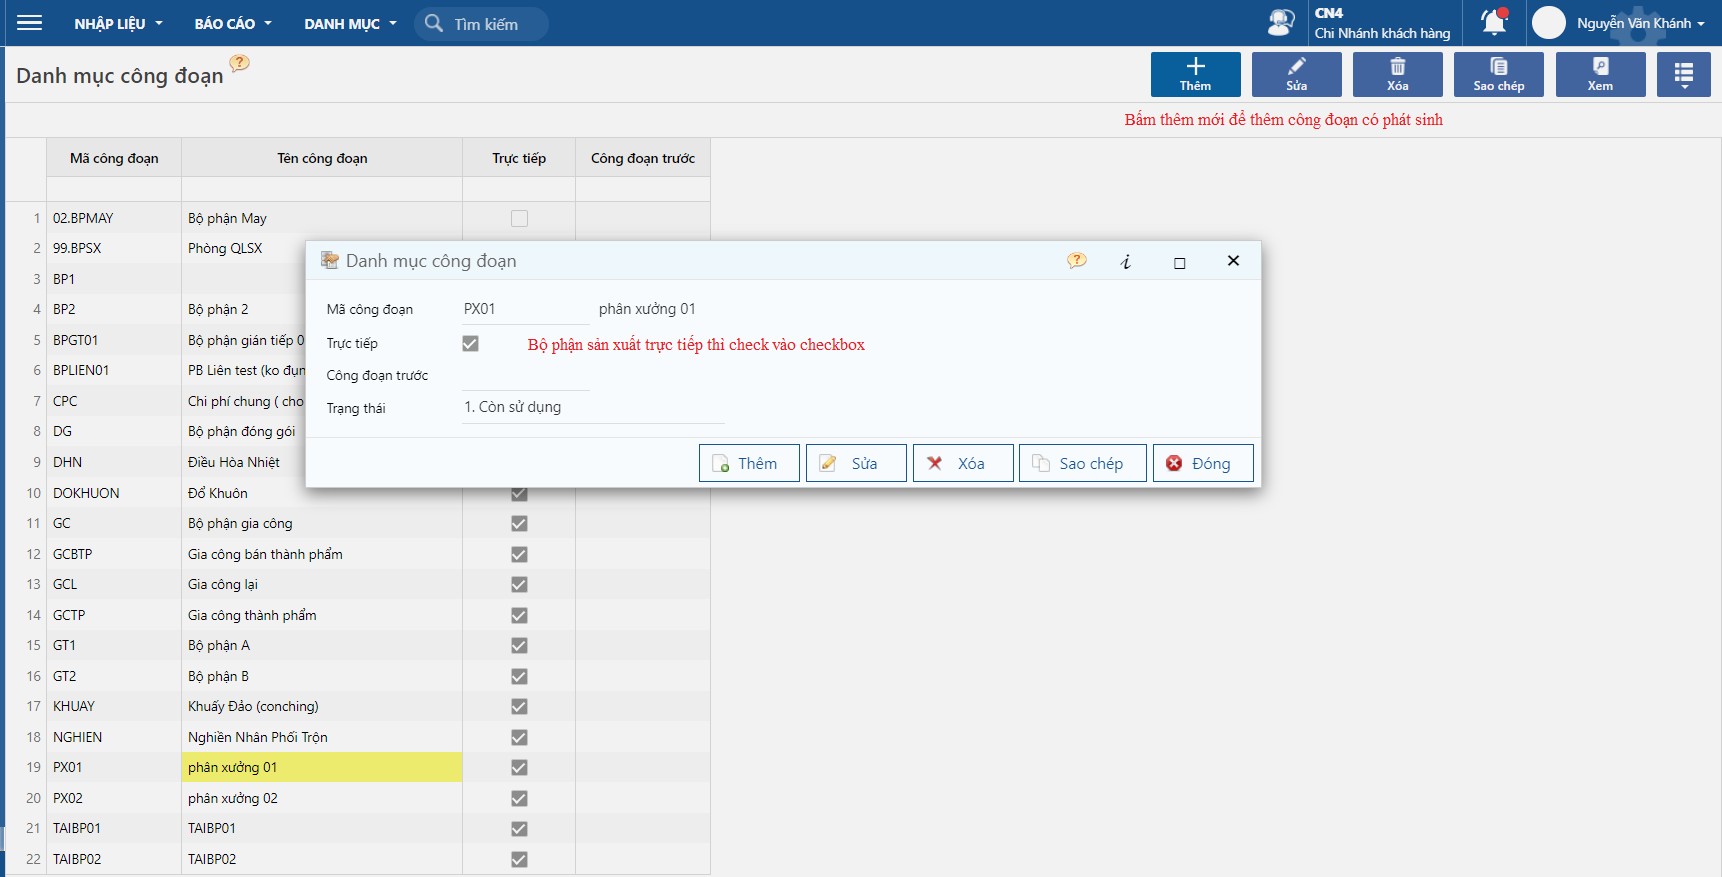 NHẬP LIỆU BÁO CÁO DANH MỤC Tìm kiếm CN4
Chi Nhánh khách hàng Nguyễn Văn Khánh
Danh mục công đoạn ? Thêm Sửa Xóa Sao chép Xem
Bấm thêm mới để thêm công đoạn có phát sinh
Mã công đoạn Tên công đoạn Trực tiếp Công đoạn trước
1 02.BPMAY Bộ phận May
2 99.BPSX Phòng QLSX
3 BP1
4 BP2 Bộ phận 2
5 BPGT01 Bộ phận gián tiếp 0
6 BPLIEN01 PB Liên test (ko đụn
7 CPC Chi phí chung ( cho
8 DG Bộ phận đóng gói
9 DHN Điều Hòa Nhiệt
10 DOKHUON Đổ Khuôn
11 GC Bộ phận gia công
12 GCBTP Gia công bán thành phẩm
13 GCL Gia công lại
14 GCTP Gia công thành phẩm
15 GT1 Bộ phận A
16 GT2 Bộ phận B
17 KHUAY Khuấy Đảo (conching)
18 NGHIEN Nghiền Nhân Phối Trộn
19 PX01 phân xưởng 01
20 PX02 phân xưởng 02
21 TAIBP01 TAIBP01
22 TAIBP02 TAIBP02
Danh mục công đoạn ? i
Mã công đoạn PX01 phân xưởng 01
Trực tiếp Bộ phận sản xuất trực tiếp thì check vào checkbox
Công đoạn trước
Trạng thái 1. Còn sử dụng
Thêm Sửa Xóa Sao chép Đóng